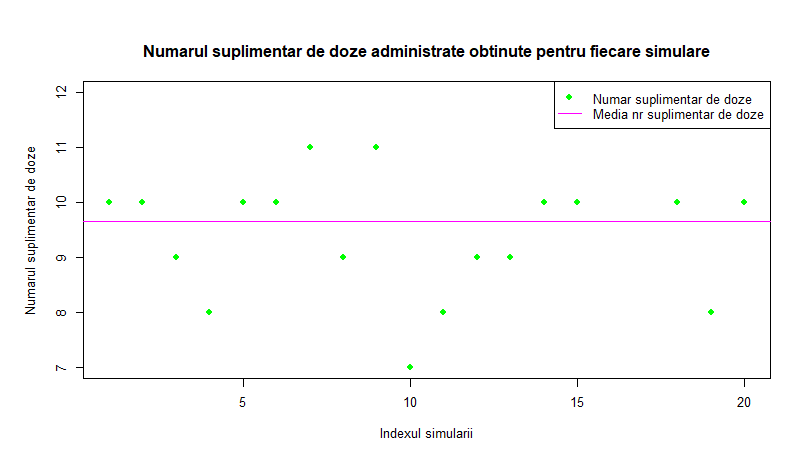 Numarul suplimentar de doze administrate obtinute pentru fiecare simulare
Numar suplimentar de doze
Media nr suplimentar de doze
Numarul suplimentar de doze
12
11
10
9
8
7
5
10
15
20
Indexul simularii